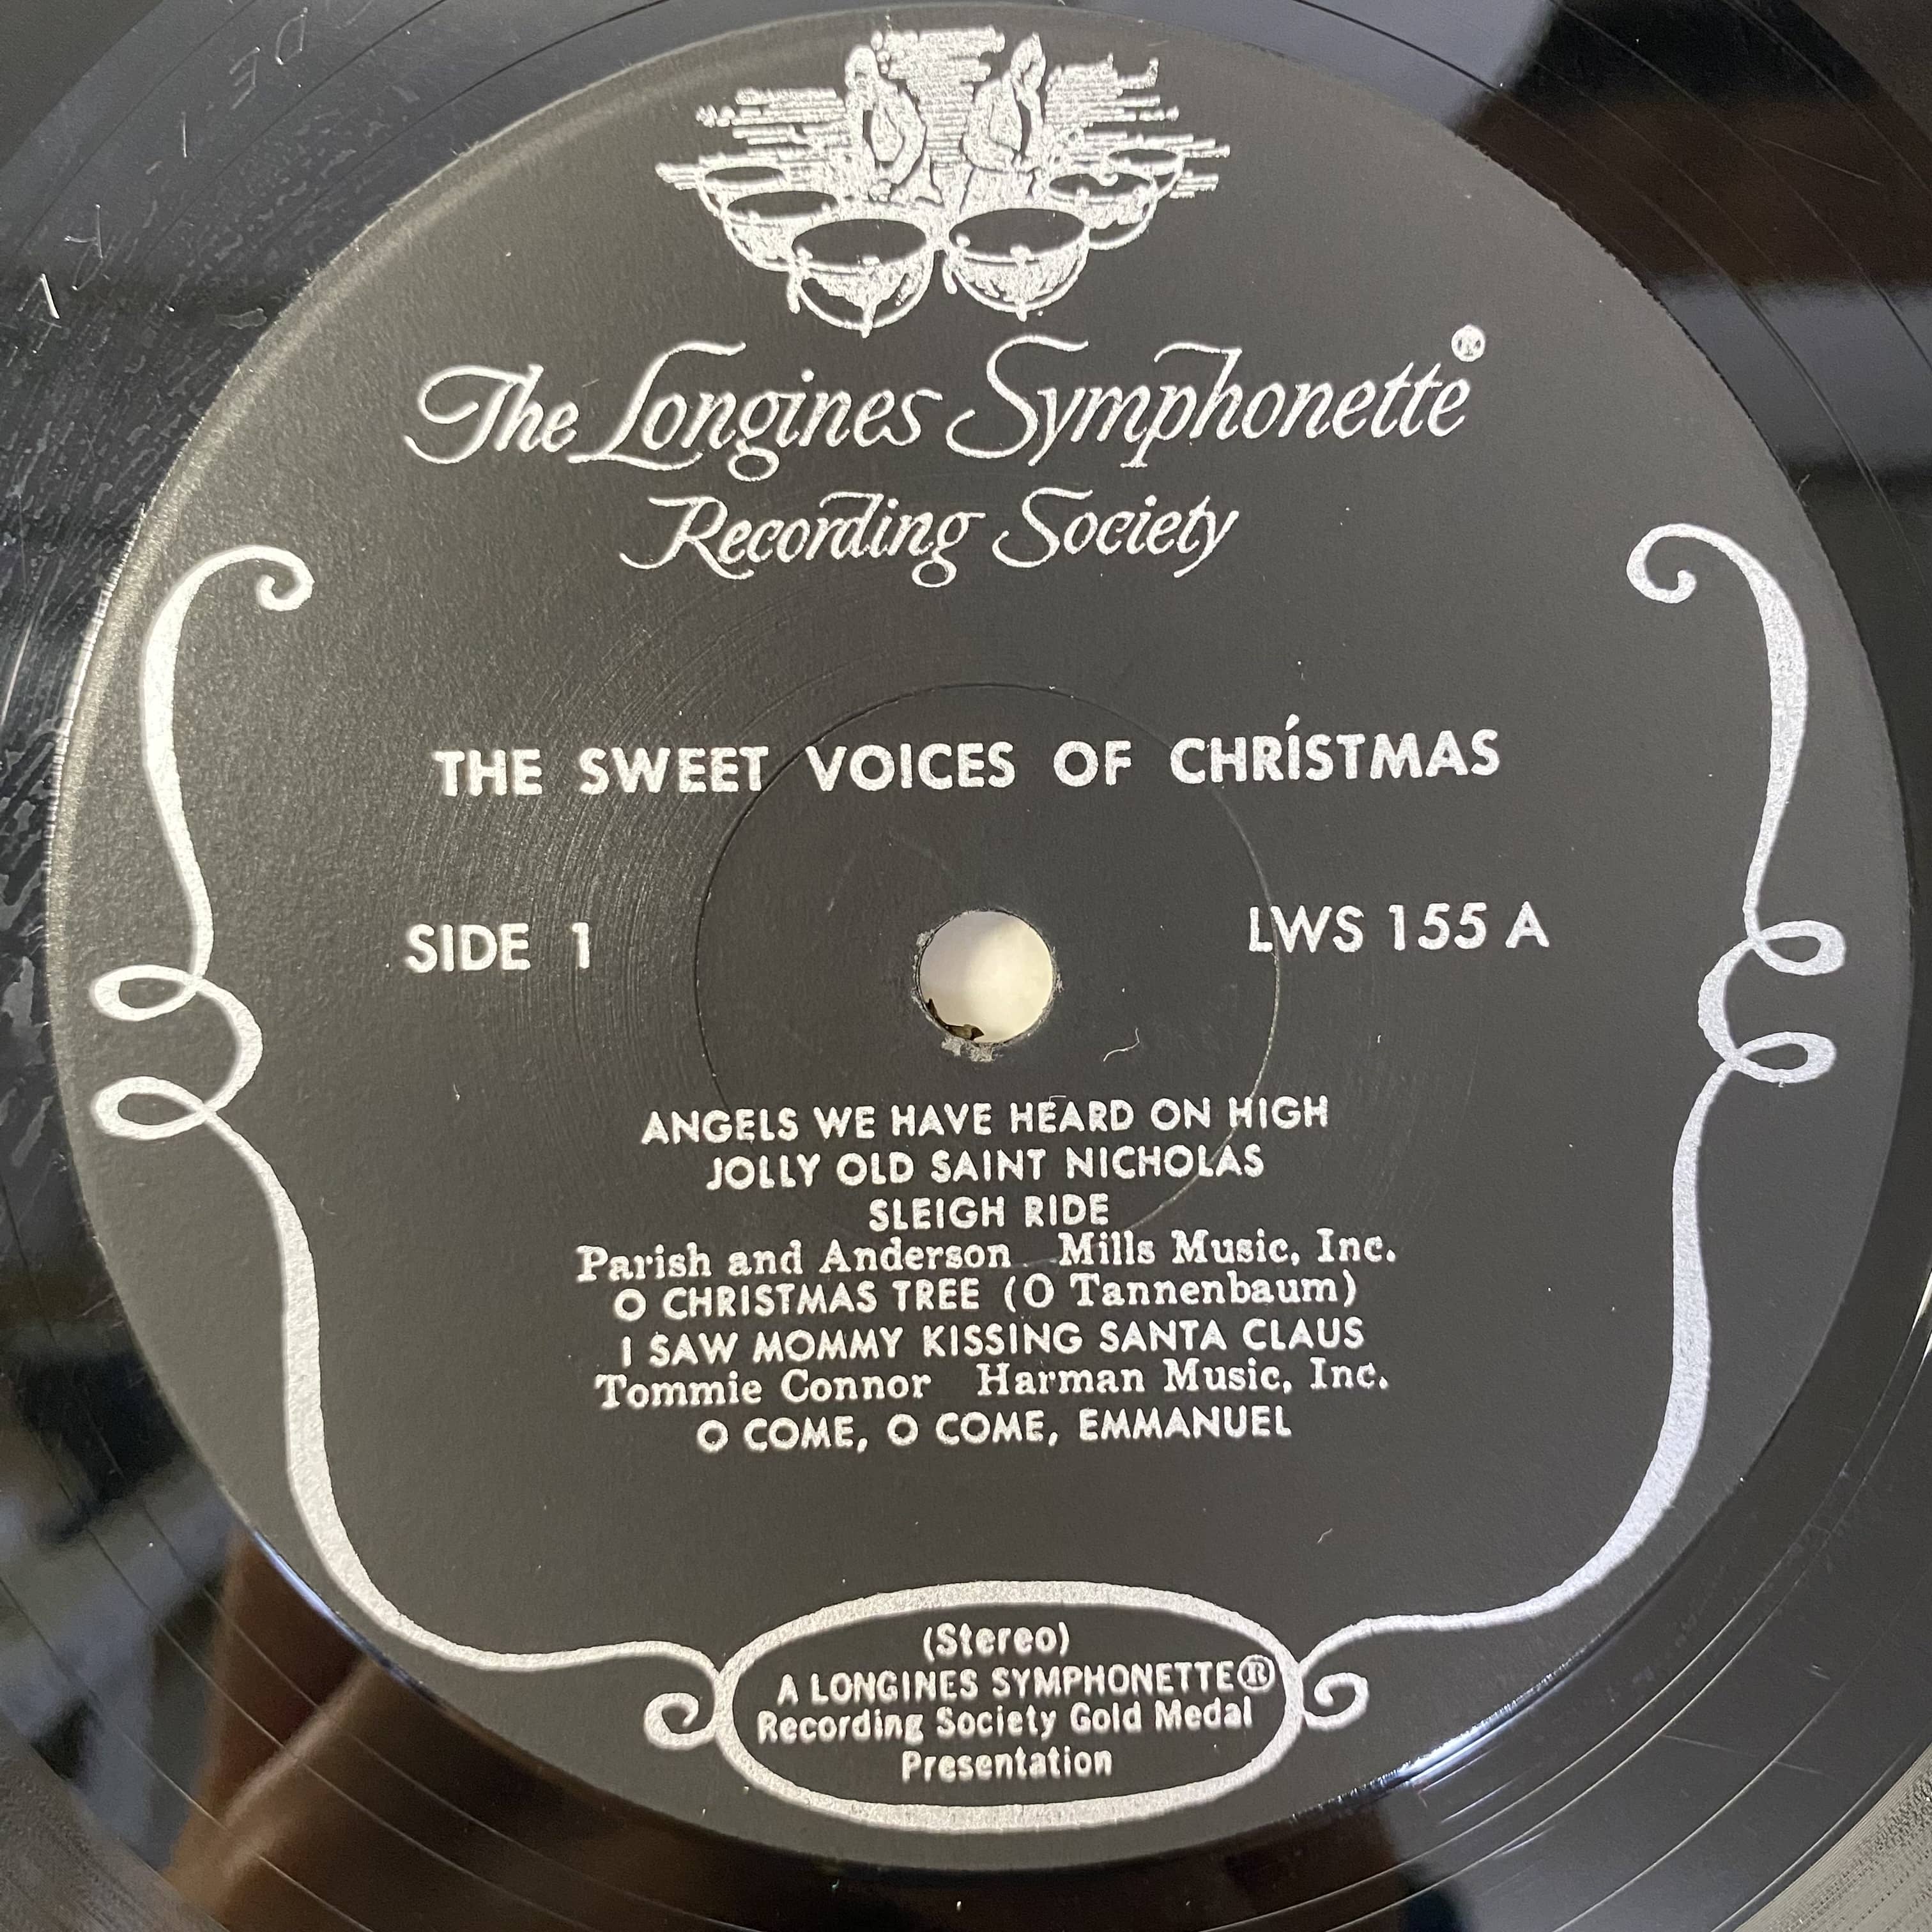 The Longines Symphonette®
Recording Society
THE SWEET VOICES OF CHRÍSTMAS
SIDE 1 LWS 155 A
ANGELS WE HAVE HEARD ON HIGH
JOLLY OLD SAINT NICHOLAS
SLEIGH RIDE
Parish and Anderson Mills Music, Inc.
O CHRISTMAS TREE (O Tannenbaum)
I SAW MOMMY KISSING SANTA CLAUS
Tommie Connor Harman Music, Inc.
O COME, O COME, EMMANUEL
(Stereo)
A LONGINES SYMPHONETTE®
Recording Society Gold Medal
Presentation